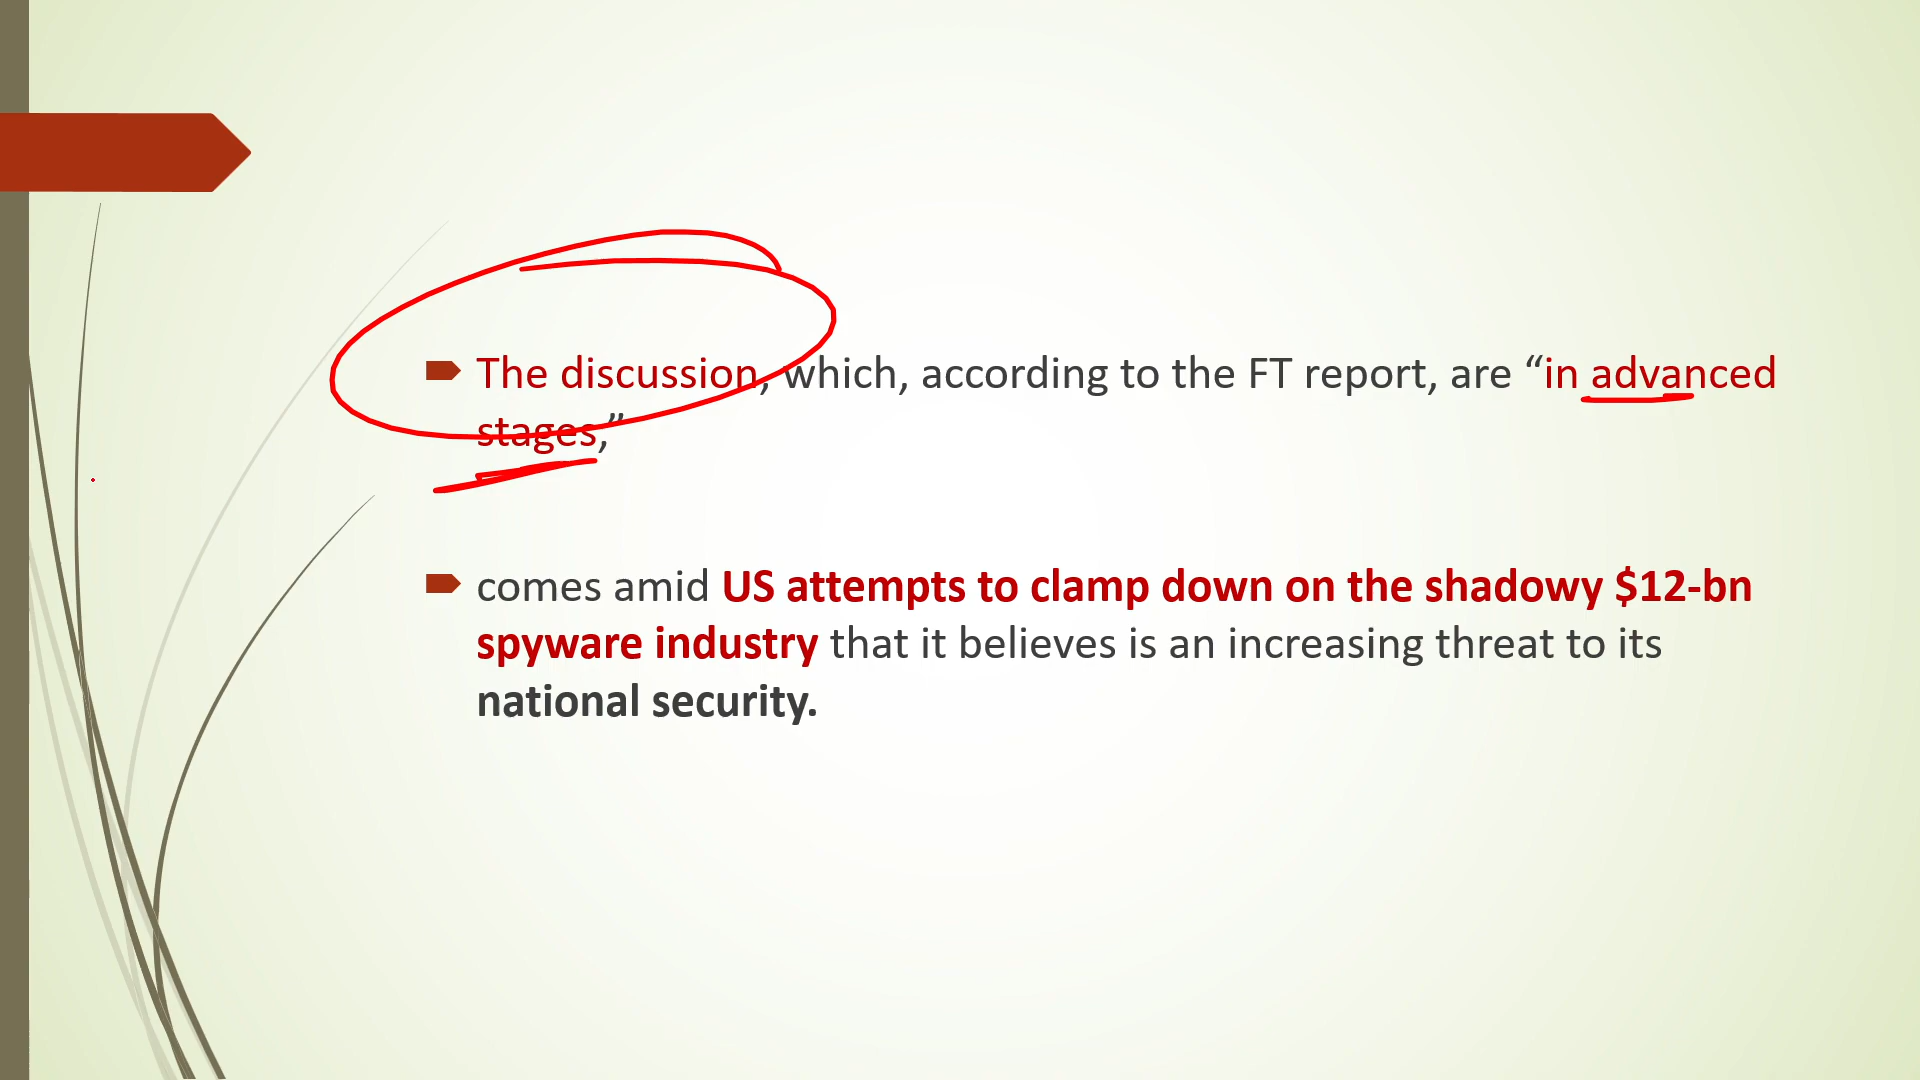 The discussion, which, according to the FT report, are “in advanced
stages,”
comes amid US attempts to clamp down on the shadowy $12-bn
spyware industry that it believes is an increasing threat to its
national security.